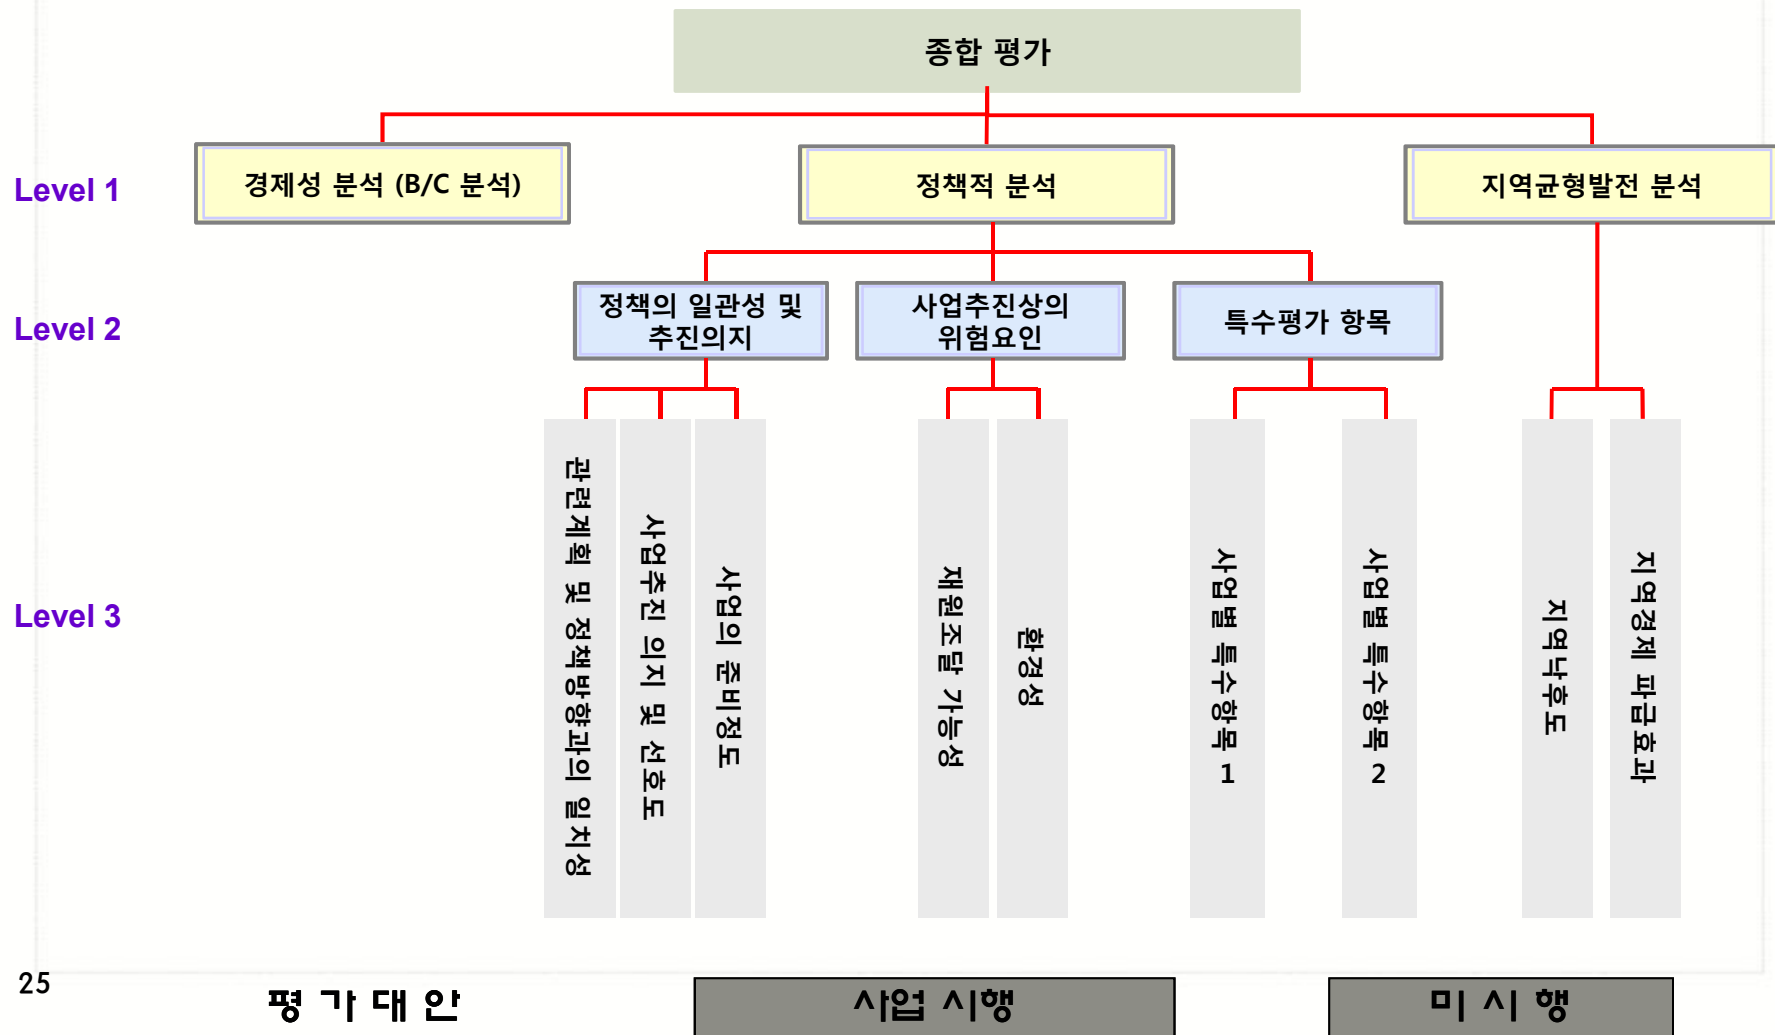 종합 평가
Level 1
경제성 분석 (B/C 분석)
정책적 분석
지역균형발전 분석
Level 2
정책의 일관성 및
추진의지
사업추진상의
위험요인
특수평가 항목
Level 3
관련계획 및 정책방향과의 일치성
사업추진 의지 및 선호도
사업의 준비정도
재원조달 가능성
환경성
사업별 특수항목 1
사업별 특수항목 2
지역낙후도
지역경제 파급효과
25
평 가 대 안
사업 시행
미 시 행